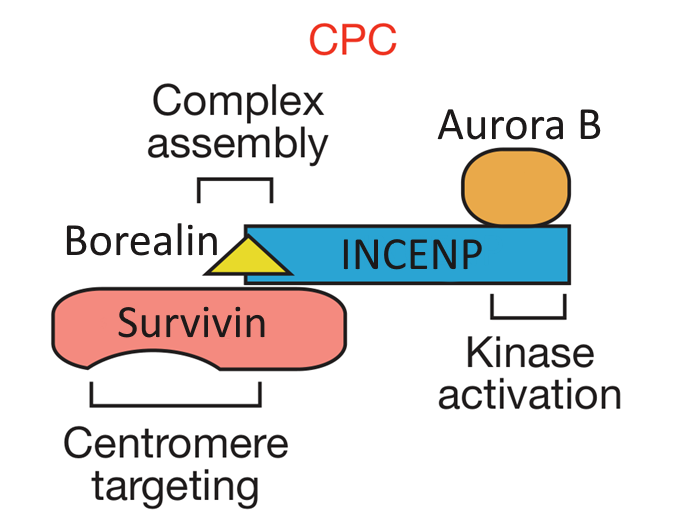 CPC
Complex
assembly
Aurora B
Borealin
INCENP
Survivin
Kinase
activation
Centromere
targeting